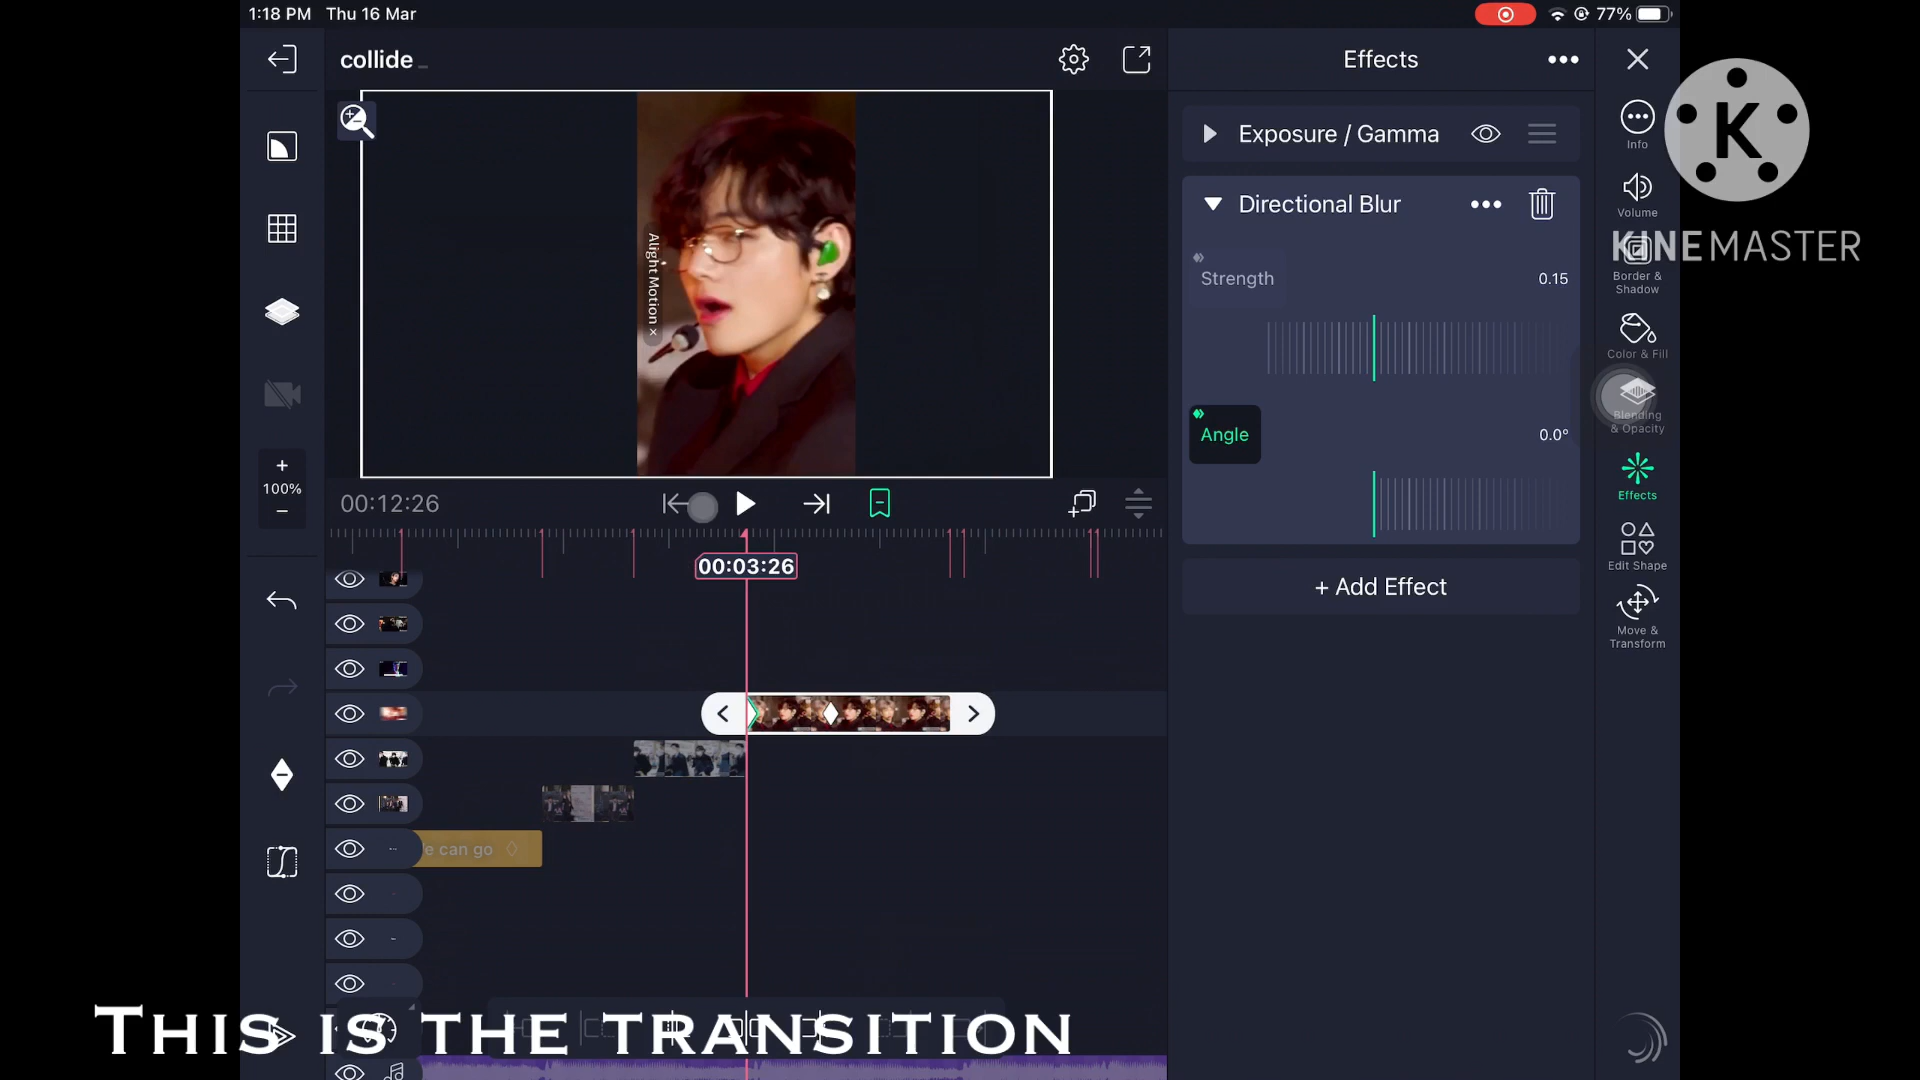 1:18 PM Thu 16 Mar
77%
collide
Effects
Exposure / Gamma
Directional Blur
Strength
0.15
Angle
0.0°
+ Add Effect
Info
Volume
Border &
Shadow
Color & Fill
Blending
& Opacity
Effects
Edit Shape
Move &
Transform
K
KINEMASTER
Alight Motion ×
+
100%
−
00:12:26
00:03:26
e can go
THIS IS THE TRANSITION